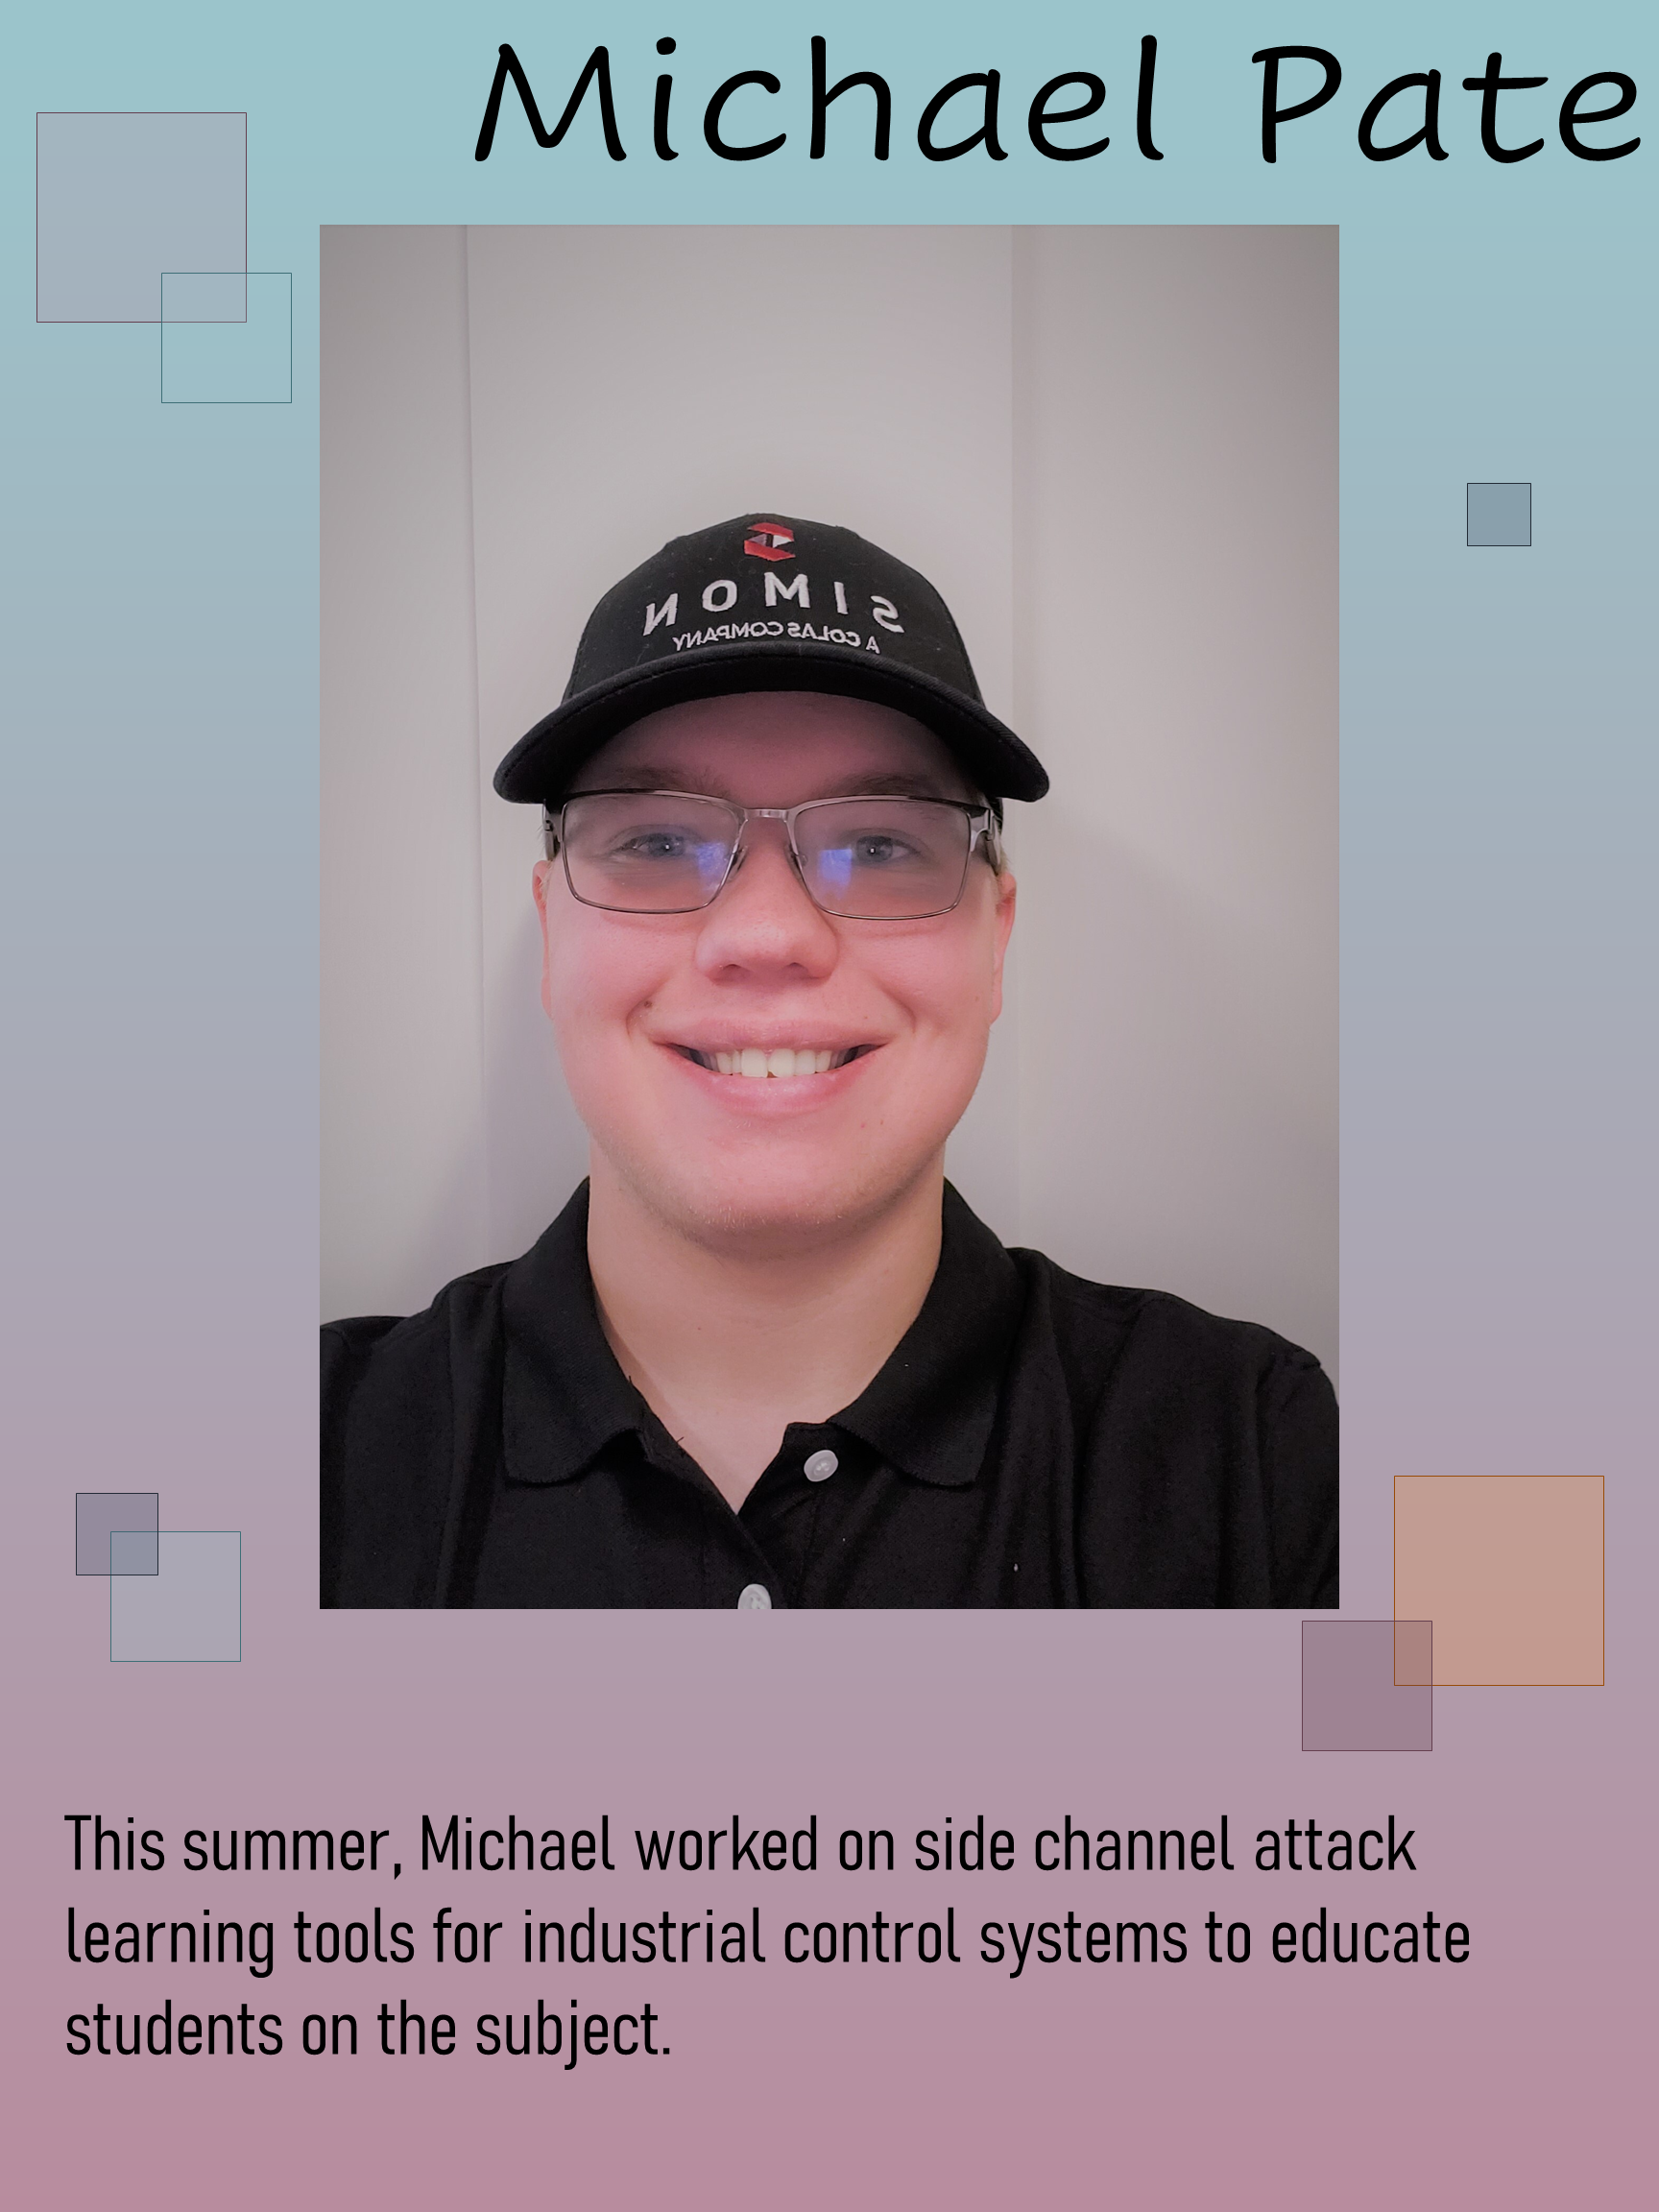 Michael Pate
SIMON
A COLAS COMPANY
This summer, Michael worked on side channel attack
learning tools for industrial control systems to educate
students on the subject.